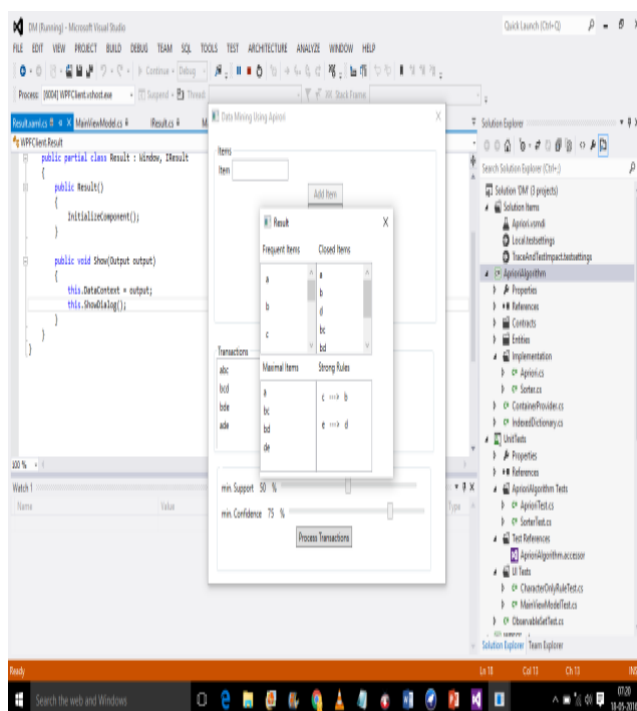 DM (Running) - Microsoft Visual Studio
Quick Launch (Ctrl+Q)
FILE EDIT VIEW PROJECT BUILD DEBUG TEAM SQL TOOLS TEST ARCHITECTURE ANALYZE WINDOW HELP
Continue Debug
Process: [6004] WPFClient.vshost.exe Suspend Thread Stack Frame
Result.xaml.cs MainViewModel.cs IResult.cs M
WPFClient.Result
public partial class Result : Window, IResult
{
public Result()
{
InitializeComponent();
}
public void Show(Output output)
{
this.DataContext = output;
this.ShowDialog();
}
}
}
100 %
Watch 1
Name Value Type
Data Mining Using Apriori X
Items
Item
Add Item
Result X
Frequent Items Closed Items
a
b
c
a
b
d
bc
bd
Maximal Items Strong Rules
a
bc
bd
de
c ---> b
e ---> d
Transactions
abc
bcd
bde
ade
min. Support 50 %
min. Confidence 75 %
Process Transactions
Solution Explorer
Search Solution Explorer (Ctrl+;)
Solution 'DM' (3 projects)
Solution Items
Apriori.vsmdi
Local.testsettings
TraceAndTestImpact.testsettings
AprioriAlgorithm
Properties
References
Contracts
Entities
Implementation
Apriori.cs
Sorter.cs
ContainerProvider.cs
IndexedDictionary.cs
UnitTests
Properties
References
AprioriAlgorithm Tests
AprioriTest.cs
SorterTest.cs
Test References
AprioriAlgorithm.accessor
UI Tests
CharacterOnlyRuleTest.cs
MainViewModelTest.cs
ObservableSetTest.cs
Solution Explorer Team Explorer
Ready Ln 18 Col 13 Ch 13 INS
Search the web and Windows
07:20